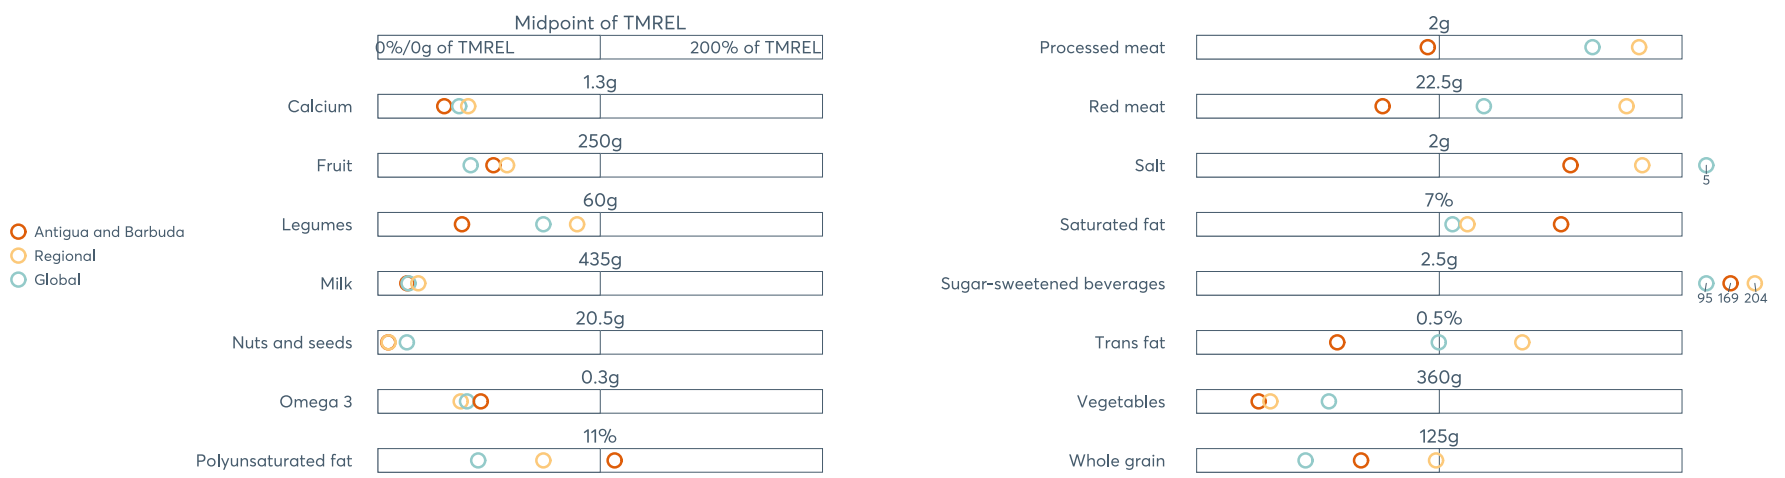 Midpoint of TMREL
0%/0g of TMREL
200% of TMREL
1.3g
Calcium
250g
Fruit
60g
Legumes
435g
Milk
20.5g
Nuts and seeds
0.3g
Omega 3
11%
Polyunsaturated fat
Antigua and Barbuda
Regional
Global
2g
Processed meat
22.5g
Red meat
2g
Salt
5
7%
Saturated fat
2.5g
Sugar-sweetened beverages
95 169 204
0.5%
Trans fat
360g
Vegetables
125g
Whole grain